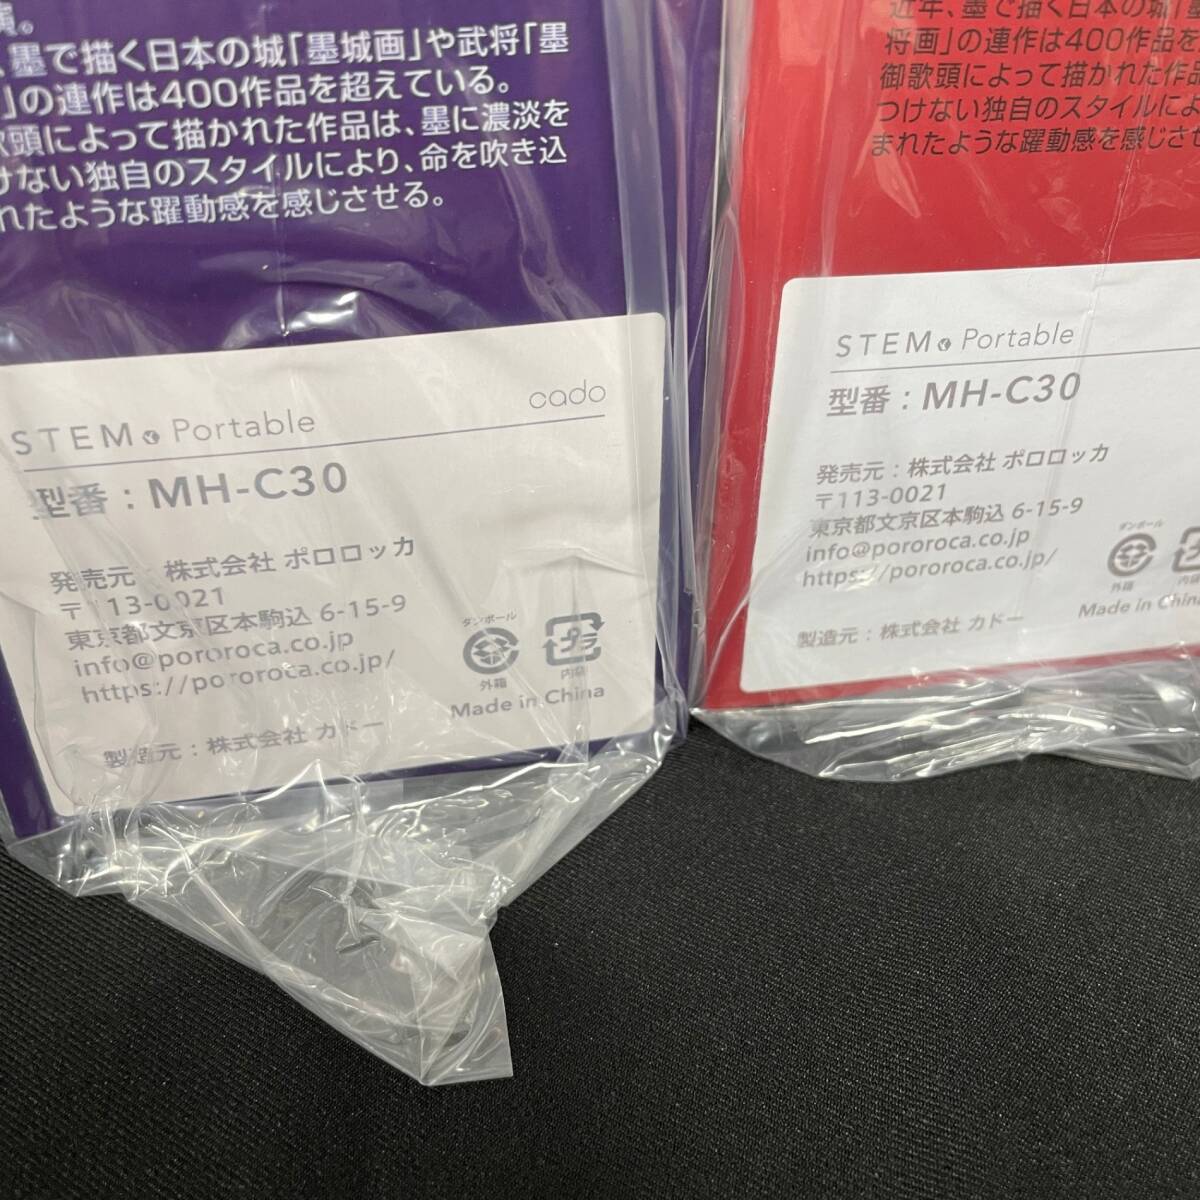 演。
、墨で描く日本の城「墨城画」や武将「墨
」の連作は400作品を超えている。
歌頭によって描かれた作品は、墨に濃淡を
けない独自のスタイルにより、命を吹き込
れたような躍動感を感じさせる。
STEM Portable
cado
型番：MH-C30
発売元 株式会社 ポロロッカ
〒113-0021
東京都文京区本駒込 6-15-9
info@pororoca.co.jp
https://pororoca.co.jp/
製造元：株式会社 カドー
ダンボール
外箱
内袋
Made in China
近年、墨で描く日本の城「墨
将画」の連作は400作品を
御歌頭によって描かれた作品
つけない独自のスタイルによ
まれたような躍動感を感じさせ
STEM Portable
型番：MH-C30
発売元：株式会社 ポロロッカ
〒113-0021
東京都文京区本駒込 6-15-9
info@pororoca.co.jp
https://pororoca.co.jp/
製造元：株式会社 カドー
ダンボール
外箱
内袋
Made in China